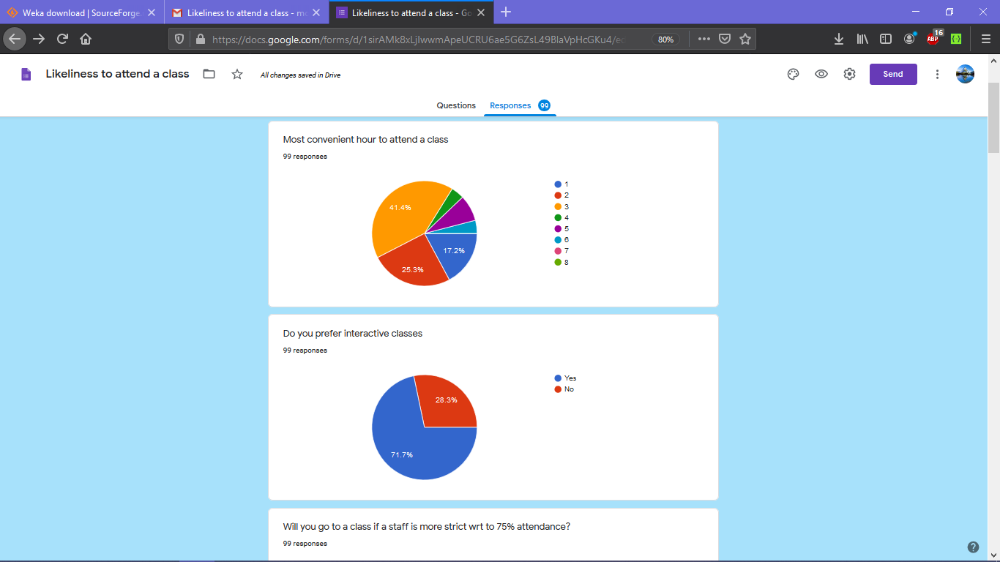 Weka download | SourceForge.
Likeliness to attend a class - mo
Likeliness to attend a class - Go
https://docs.google.com/forms/d/1sirAMk8xLjIwwmApeUCRU6ae5G6ZsL49BlaVpHcGKu4/ed
80%
16
ABP
Likeliness to attend a class
All changes saved in Drive
Send
Questions
Responses
99
Most convenient hour to attend a class
99 responses
41.4%
17.2%
25.3%
1
2
3
4
5
6
7
8
Do you prefer interactive classes
99 responses
28.3%
71.7%
Yes
No
Will you go to a class if a staff is more strict wrt to 75% attendance?
99 responses